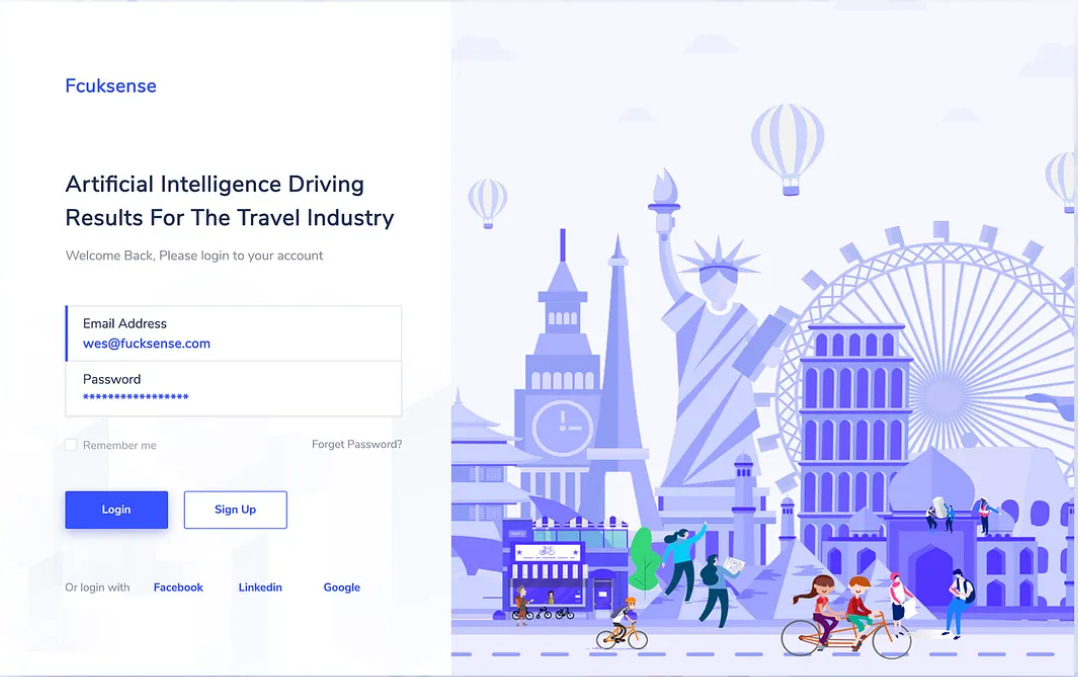 Fcuksense
Artificial Intelligence Driving
Results For The Travel Industry
Welcome Back, Please login to your account
Email Address
wes@fucksense.com
Password
*****************
Remember me
Forget Password?
Login
Sign Up
Or login with
Facebook
Linkedin
Google